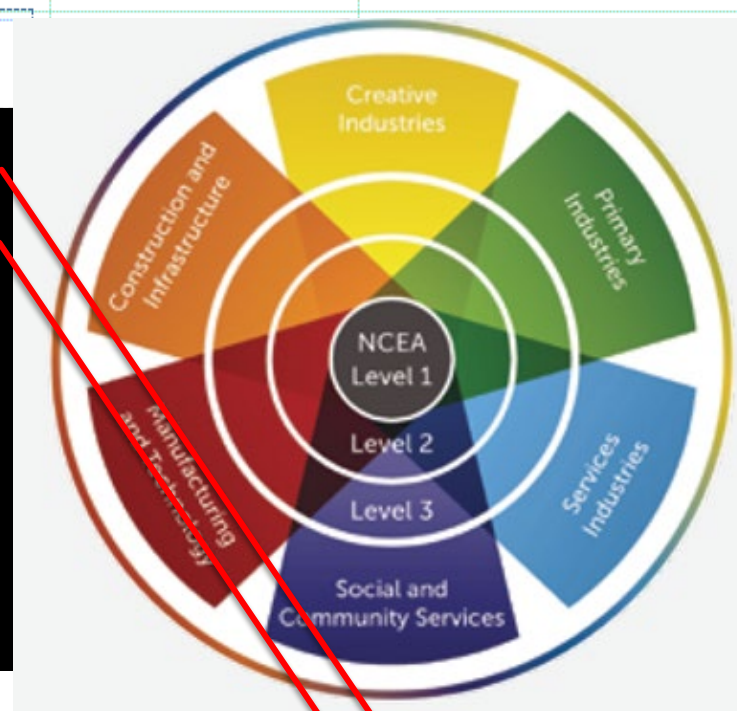 Creative
Industries
Construction and
Infrastructure
Primary
Industries
NCEA
Level 1
Manufacturing
and Technology
Level 2
Services
Industries
Level 3
Social and
Community Services